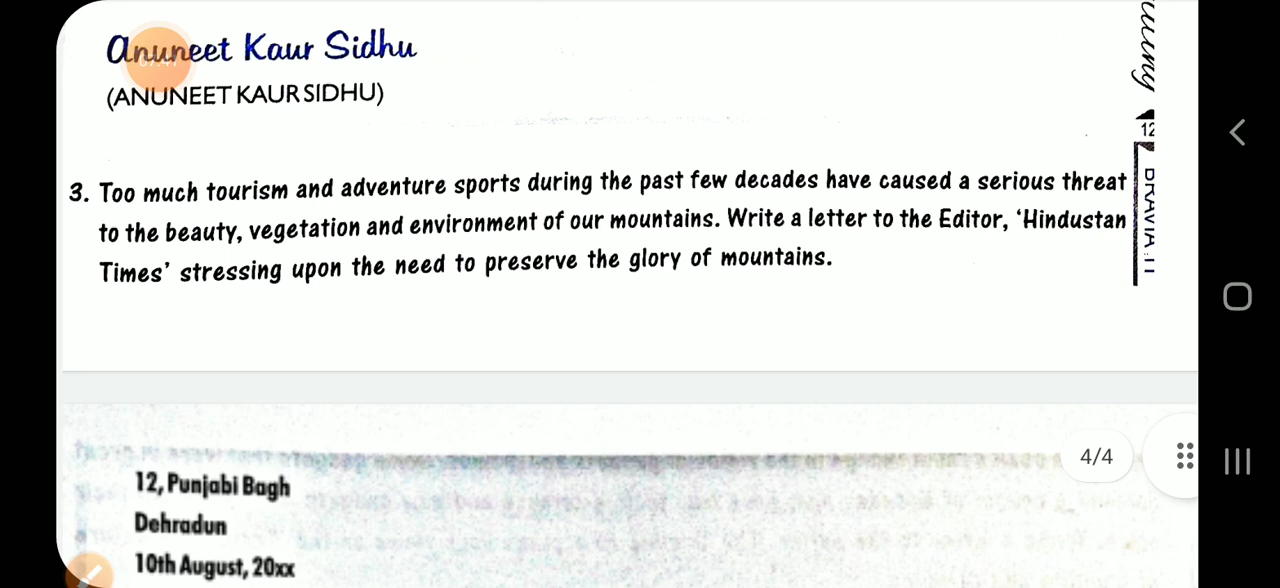 Anuneet Kaur Sidhu
(ANUNEET KAUR SIDHU)
12
3. Too much tourism and adventure sports during the past few decades have caused a serious threat
to the beauty, vegetation and environment of our mountains. Write a letter to the Editor, ‘Hindustan
Times’ stressing upon the need to preserve the glory of mountains.
4/4
12, Punjabi Bagh
Dehradun
10th August, 20xx